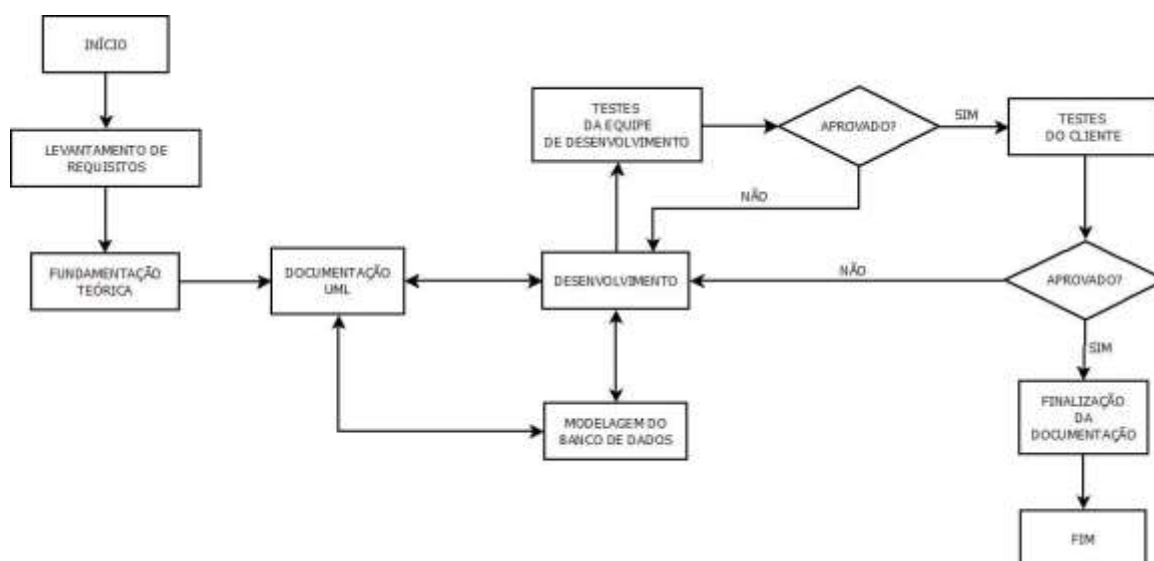 INÍCIO
LEVANTAMENTO DE
REQUISITOS
FUNDAMENTAÇÃO
TEÓRICA
DOCUMENTAÇÃO
UML
DESENVOLVIMENTO
MODELAGEM DO
BANCO DE DADOS
TESTES
DA EQUIPE
DE DESENVOLVIMENTO
APROVADO?
NÃO
SIM
TESTES
DO CLIENTE
APROVADO?
NÃO
SIM
FINALIZAÇÃO
DA
DOCUMENTAÇÃO
FIM